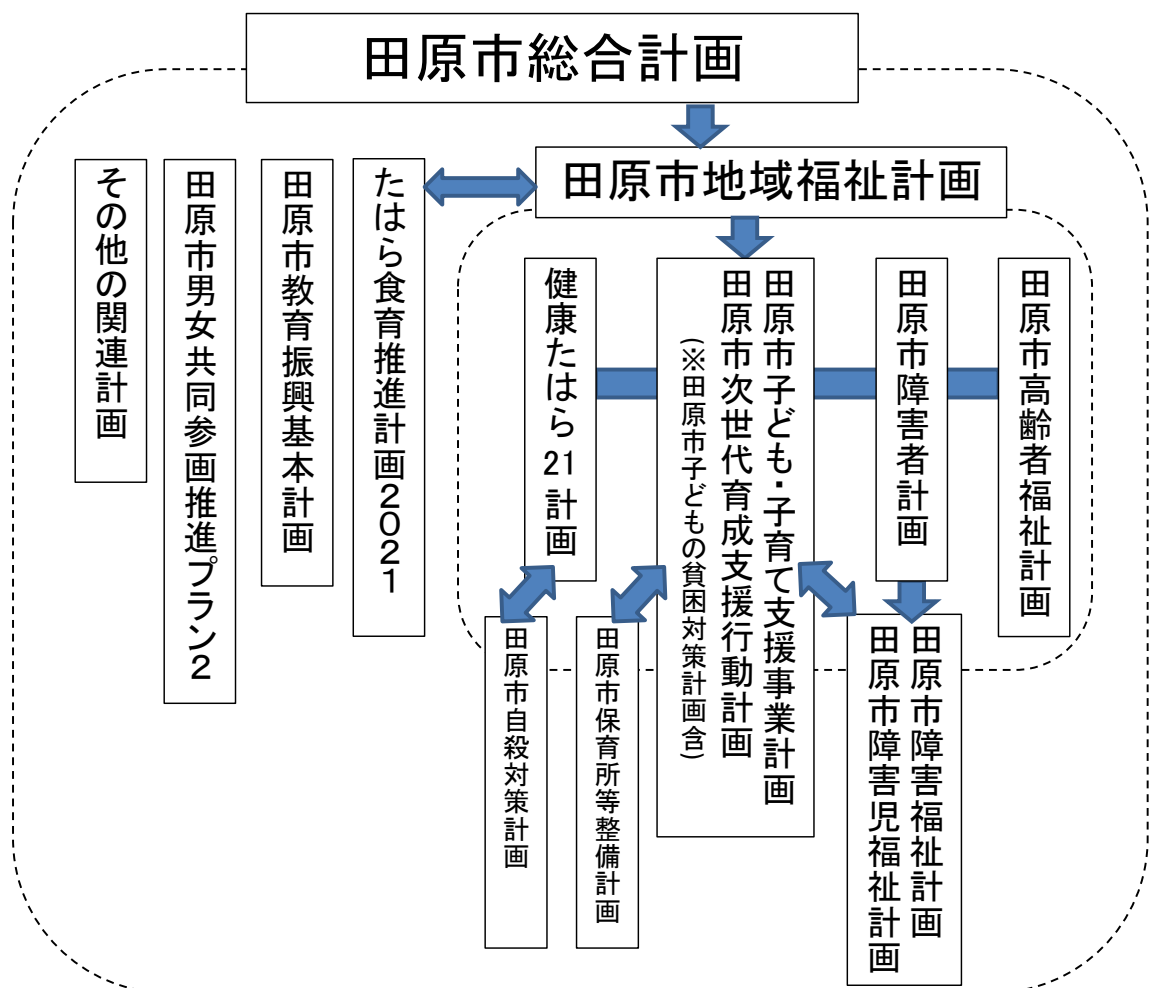 田原市総合計画
田原市地域福祉計画
その他の関連計画
田原市男女共同参画推進プラン2
田原市教育振興基本計画
たはら食育推進計画2021
健康たはら21計画
田原市子ども・子育て支援事業計画
田原市次世代育成支援行動計画
(※田原市子どもの貧困対策計画含)
田原市障害者計画
田原市高齢者福祉計画
田原市自殺対策計画
田原市保育所等整備計画
田原市障害福祉計画
田原市障害児福祉計画